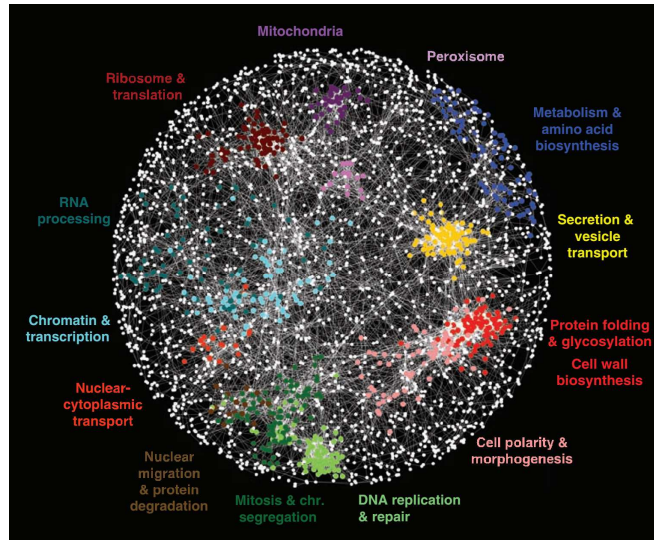 Mitochondria
Peroxisome
Ribosome &
translation
Metabolism &
amino acid
biosynthesis
RNA
processing
Secretion &
vesicle
transport
Chromatin &
transcription
Protein folding
& glycosylation
Cell wall
biosynthesis
Nuclear-
cytoplasmic
transport
Cell polarity &
morphogenesis
Nuclear
migration
& protein
degradation
Mitosis & chr.
segregation
DNA replication
& repair